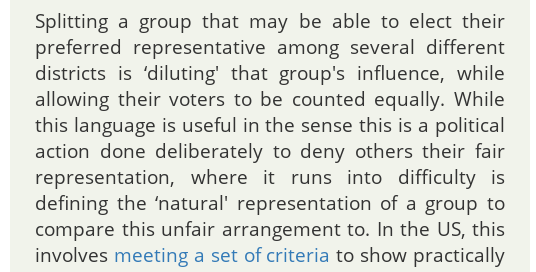 Splitting a group that may be able to elect their
preferred representative among several different
districts is ‘diluting' that group's influence, while
allowing their voters to be counted equally. While
this language is useful in the sense this is a political
action done deliberately to deny others their fair
representation, where it runs into difficulty is
defining the ‘natural' representation of a group to
compare this unfair arrangement to. In the US, this
involves meeting a set of criteria to show practically